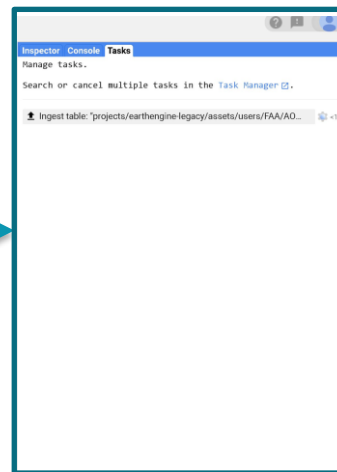 Inspector Console Tasks
Manage tasks.
Search or cancel multiple tasks in the Task Manager.
Ingest table: "projects/earthengine-legacy/assets/users/FAA/AO...